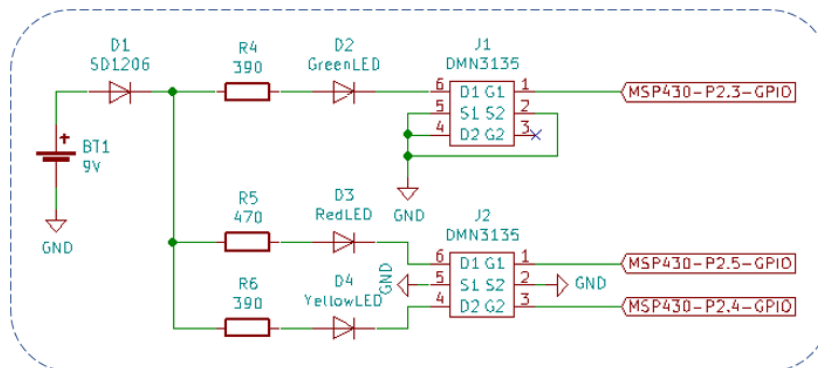 D1
SD1206
R4
390
D2
GreenLED
J1
DMN3135
6 D1 G1 1
5 S1 S2 2
4 D2 G2 3
MSP430-P2.3-GPIO
+
BT1
9V
GND
GND
R5
470
D3
RedLED
J2
DMN3135
6 D1 G1 1
5 S1 S2 2
4 D2 G2 3
MSP430-P2.5-GPIO
GND
GND
R6
390
D4
YellowLED
MSP430-P2.4-GPIO